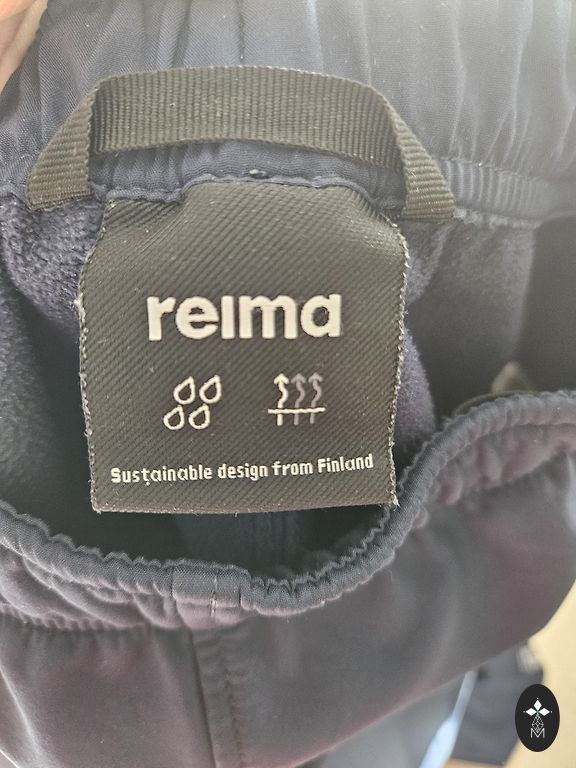 reima
Sustainable design from Finland
M